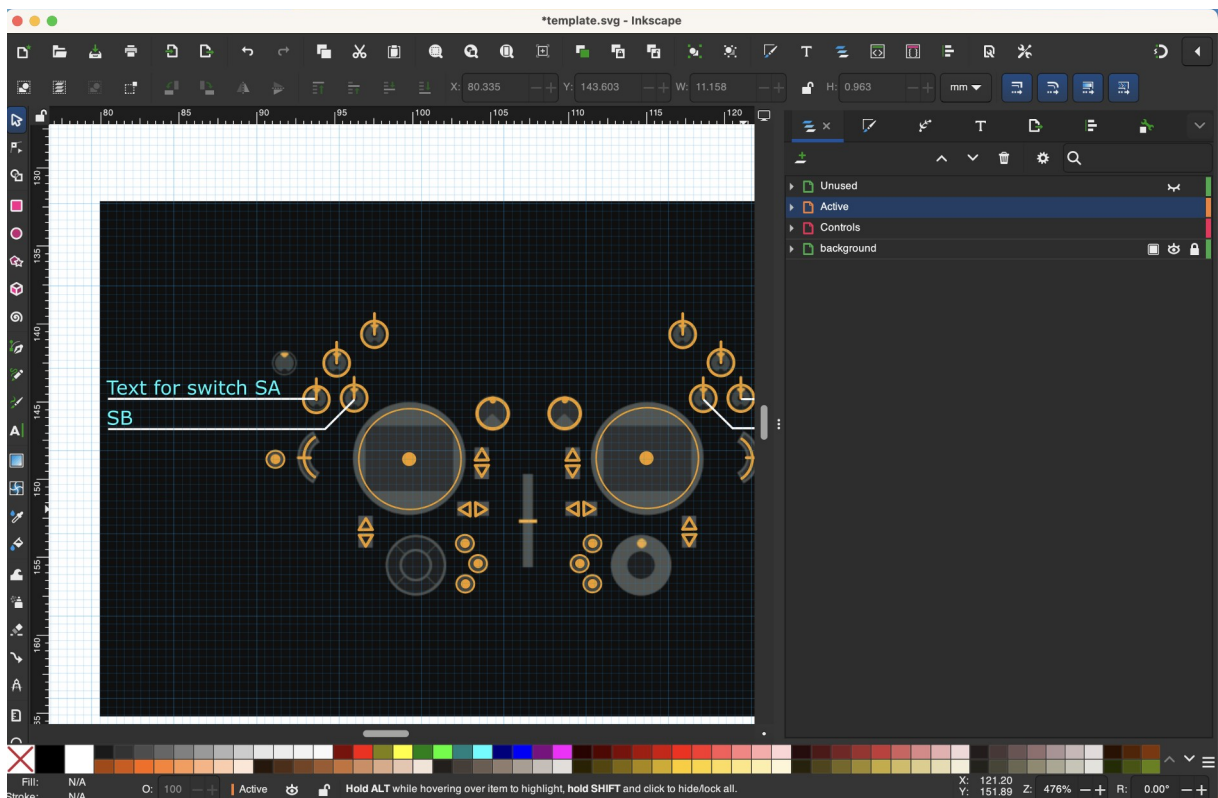 *template.svg - Inkscape
X: 80.335 Y: 143.603 W: 11.158 H: 0.963 mm
80 85 90 95 100 105 110 115 120
130
135
140
145
150
155
160
Unused
Active
Controls
background
Text for switch SA
SB
Fill: N/A
Stroke: N/A
O: 100
Active
Hold ALT while hovering over item to highlight, hold SHIFT and click to hide/lock all.
X: 121.20
Y: 151.89
Z: 476%
R: 0.00°